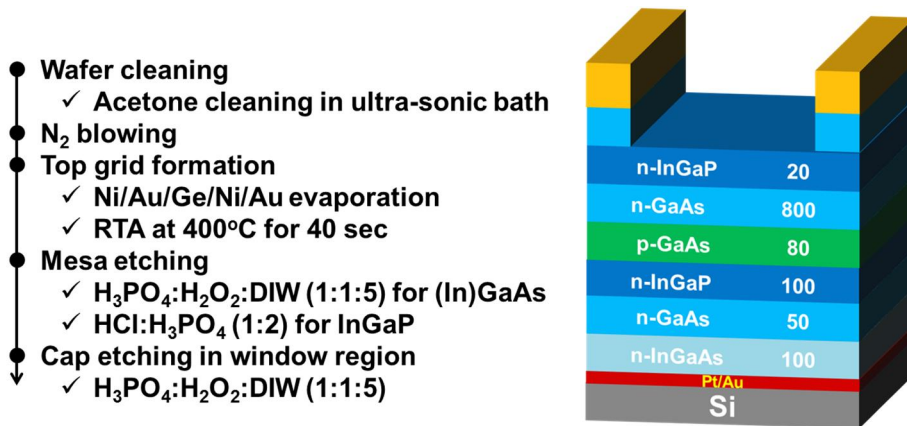 Wafer cleaning
✓ Acetone cleaning in ultra-sonic bath
N₂ blowing
Top grid formation
✓ Ni/Au/Ge/Ni/Au evaporation
✓ RTA at 400°C for 40 sec
Mesa etching
✓ H₃PO₄:H₂O₂:DIW (1:1:5) for (In)GaAs
✓ HCl:H₃PO₄ (1:2) for InGaP
Cap etching in window region
✓ H₃PO₄:H₂O₂:DIW (1:1:5)
n-InGaP 20
n-GaAs 800
p-GaAs 80
n-InGaP 100
n-GaAs 50
n-InGaAs 100
Pt/Au
Si